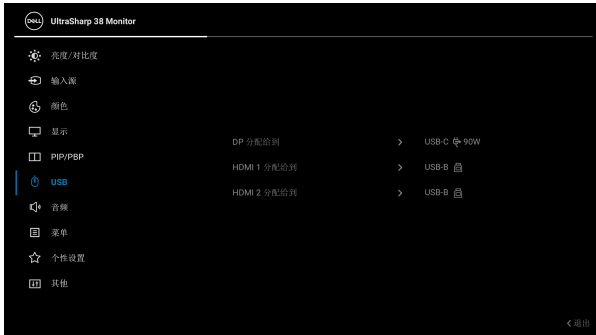 DELL UltraSharp 38 Monitor
亮度/对比度
输入源
颜色
显示
PIP/PBP
USB
音频
菜单
个性设置
其他
DP 分配给到 USB-C 90W
HDMI 1 分配给到 USB-B
HDMI 2 分配给到 USB-B
退出